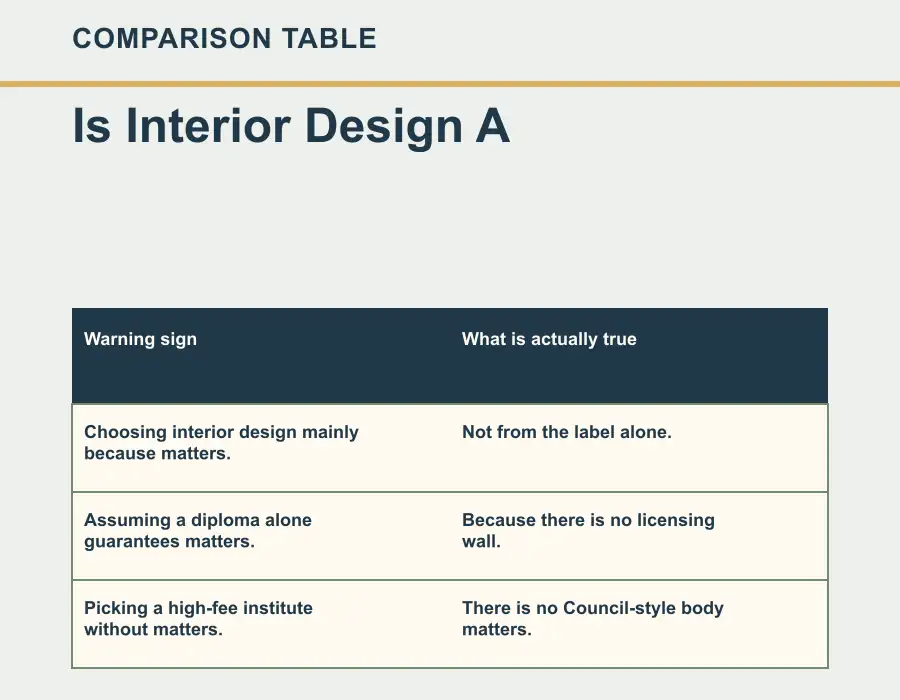 COMPARISON TABLE
Is Interior Design A
Warning sign
What is actually true
Choosing interior design mainly
because matters.
Not from the label alone.
Assuming a diploma alone
guarantees matters.
Because there is no licensing
wall.
Picking a high-fee institute
without matters.
There is no Council-style body
matters.